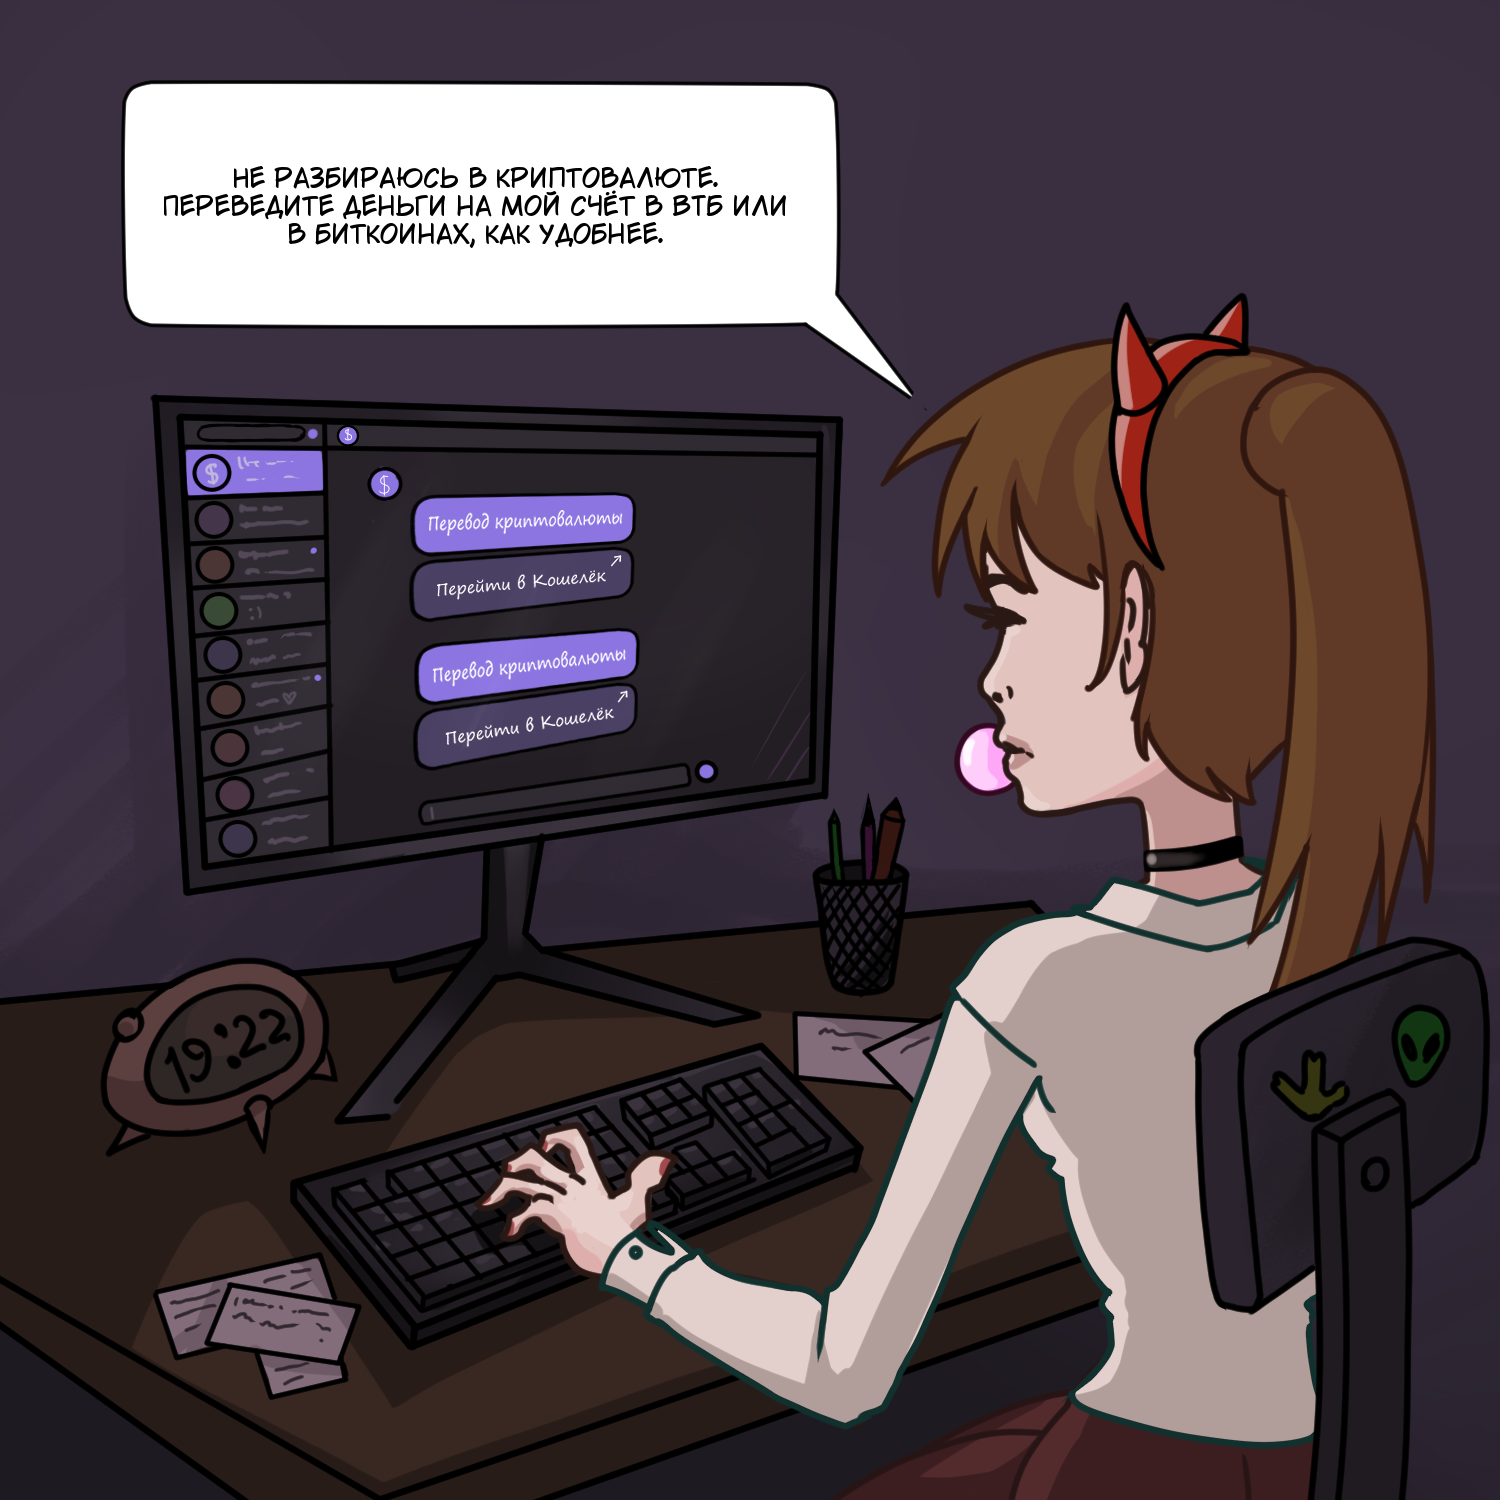 НЕ РАЗБИРАЮСЬ В КРИПТОВАЛЮТЕ.
ПЕРЕВЕДИТЕ ДЕНЬГИ НА МОЙ СЧЁТ В ВТБ ИЛИ
В БИТКОИНАХ, КАК УДОБНЕЕ.
$
$
$
Перевод криптовалюты
Перейти в Кошелёк
:)
Перевод криптовалюты
Перейти в Кошелёк
19:22